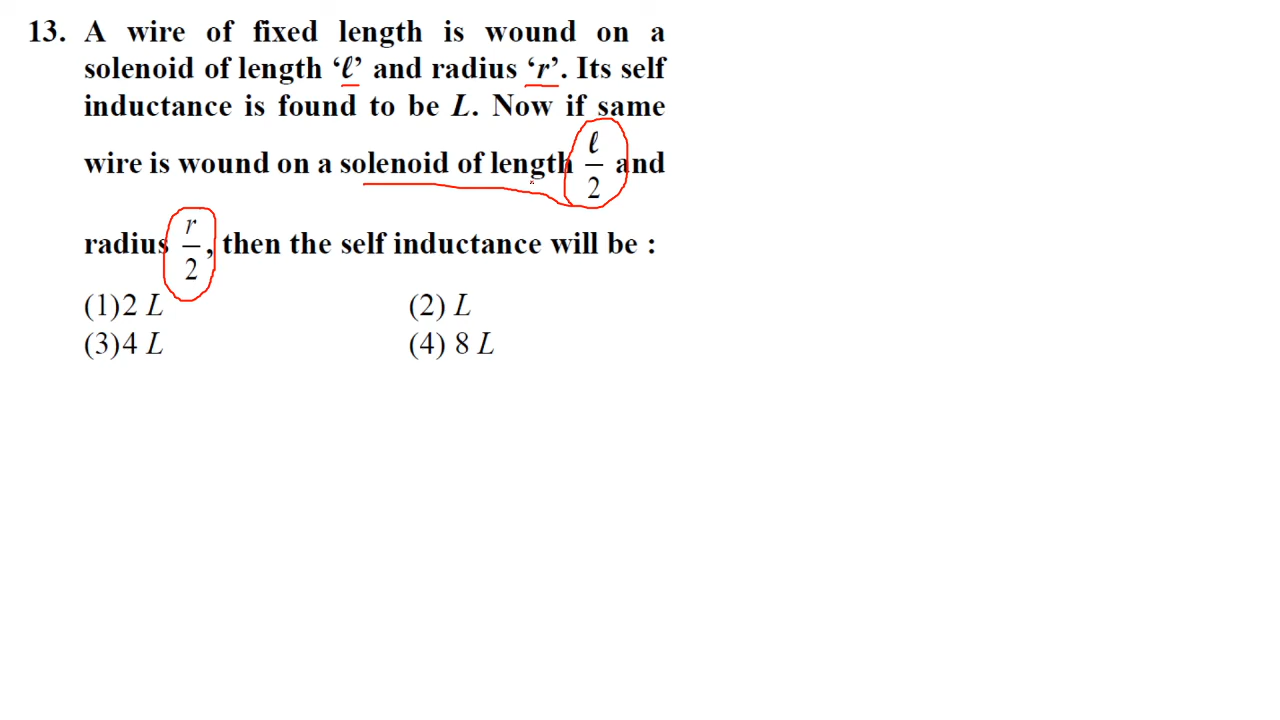 13. A wire of fixed length is wound on a
solenoid of length ‘ℓ’ and radius ‘r’. Its self
inductance is found to be L. Now if same
wire is wound on a solenoid of length ℓ/2 and
radius r/2, then the self inductance will be :
(1)2 L (2) L
(3)4 L (4) 8 L